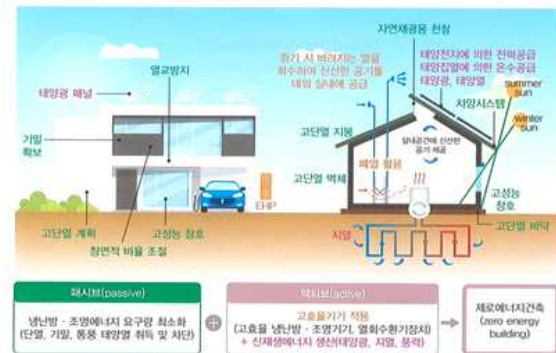 자연채광용 천창
환기 시 버려지는 열을
회수하여 신선한 공기를
데워 실내에 공급
태양전지에 의한 전력공급
태양집열에 의한 온수공급
태양광, 태양열
summer
sun
차양시스템
winter
sun
열교방지
태양광 패널
기밀
확보
고단열 지붕
실내공간에 신선한
공기 제공
고단열 벽체
폐열 활용
고성능
창호
EHP
고단열 계획
고성능 창호
창면적 비율 조절
지열
고단열 바닥
패시브(passive)
냉난방·조명에너지 요구량 최소화
(단열, 기밀, 통풍 태양열 취득 및 차단)
+
액티브(active)
고효율기기 적용
(고효율 냉난방·조명기기, 열회수환기장치)
+ 신재생에너지 생산(태양광, 지열, 풍력)
제로에너지건축
(zero energy
building)